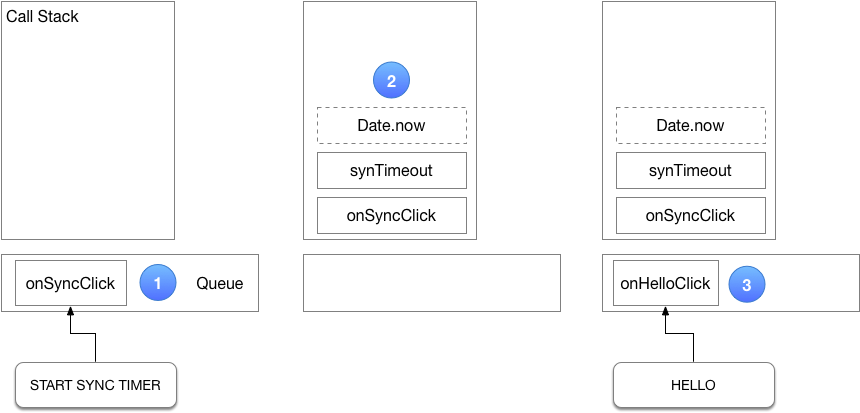 Call Stack
onSyncClick
1
Queue
START SYNC TIMER
2
Date.now
synTimeout
onSyncClick
Date.now
synTimeout
onSyncClick
onHelloClick
3
HELLO